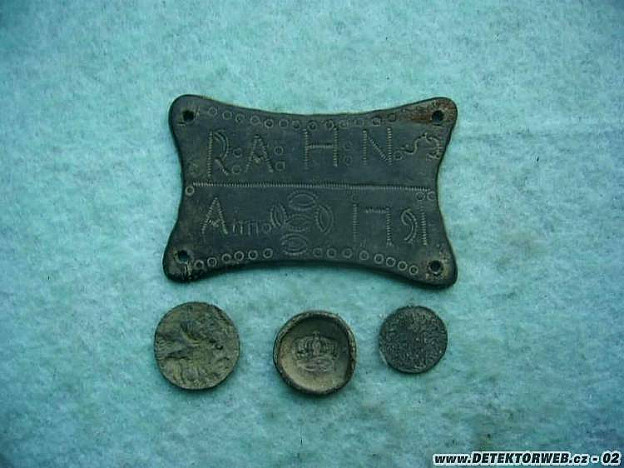 R:A: H:N:S
Anno 1791
www.DETEKTORWEB.cz - 02